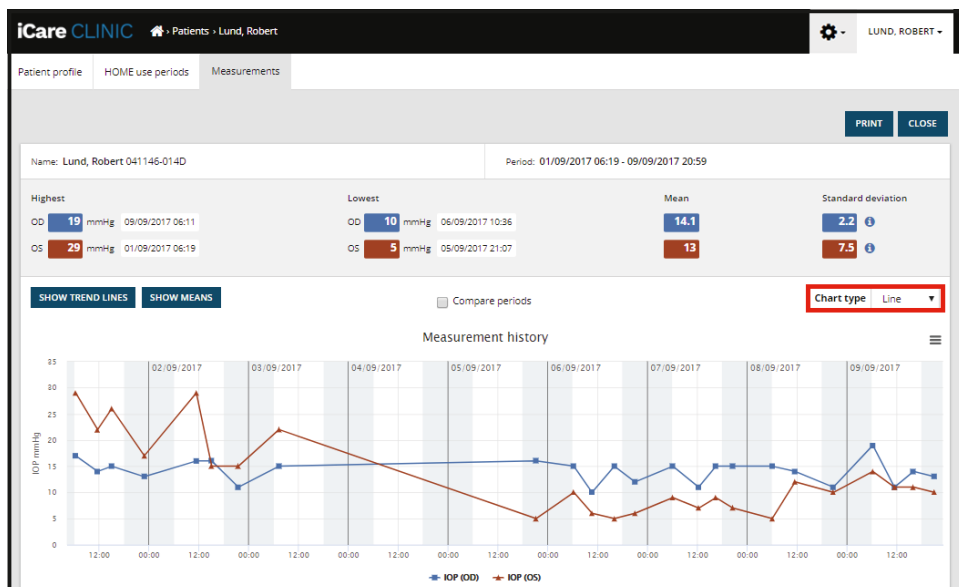 iCare CLINIC › Patients › Lund, Robert LUND, ROBERT
Patient profile HOME use periods Measurements
PRINT CLOSE
Name: Lund, Robert 041146-014D Period: 01/09/2017 06:19 - 09/09/2017 20:59
Highest Lowest Mean Standard deviation
OD 19 mmHg 09/09/2017 06:11 OD 10 mmHg 06/09/2017 10:36 14.1 2.2
OS 29 mmHg 01/09/2017 06:19 OS 5 mmHg 05/09/2017 21:07 13 7.5
SHOW TREND LINES SHOW MEANS Compare periods Chart type Line
Measurement history
35 02/09/2017 03/09/2017 04/09/2017 05/09/2017 06/09/2017 07/09/2017 08/09/2017 09/09/2017
30
25
20
15
10
5
0
IOP mmHg
12:00 00:00 12:00 00:00 12:00 00:00 12:00 00:00 12:00 00:00 12:00 00:00 12:00 00:00 12:00 00:00 12:00
IOP (OD) IOP (OS)